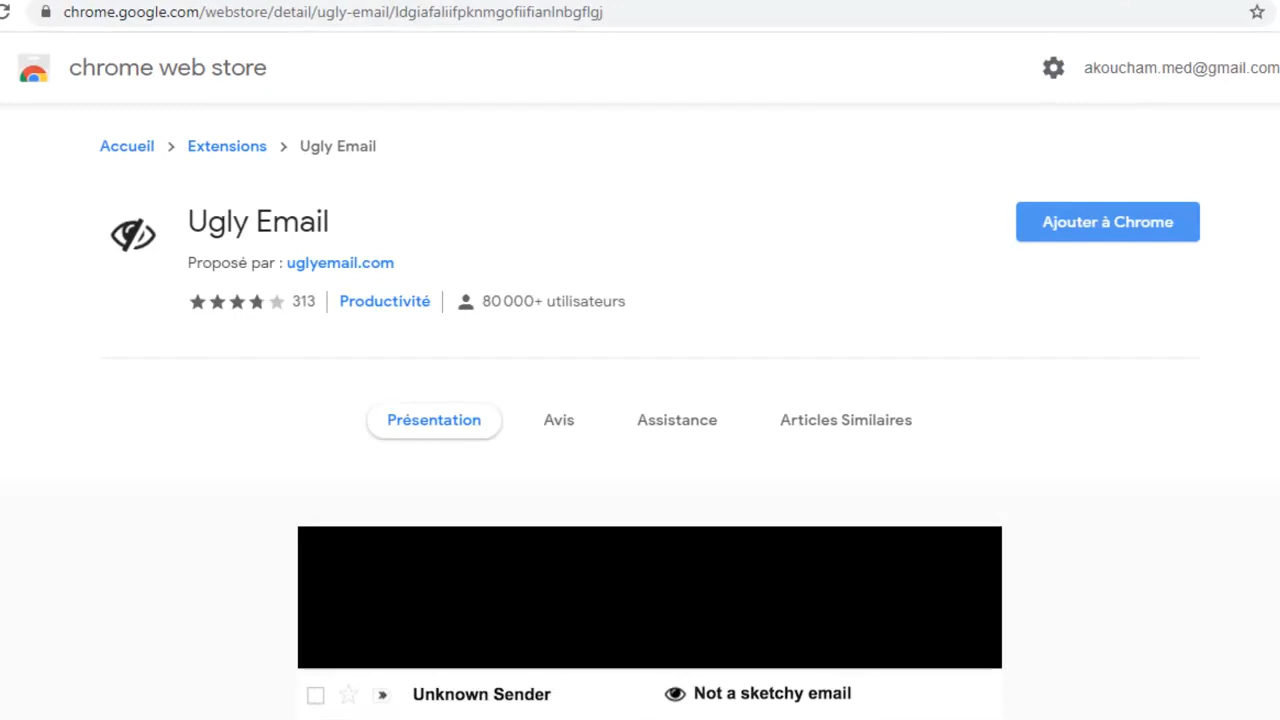 chrome.google.com/webstore/detail/ugly-email/ldgiafaliifpknmgofiifianlnbgflgj
chrome web store
akoucham.med@gmail.com
Accueil > Extensions > Ugly Email
Ugly Email
Ajouter à Chrome
Proposé par : uglyemail.com
313 Productivité 80 000+ utilisateurs
Présentation Avis Assistance Articles Similaires
Unknown Sender Not a sketchy email